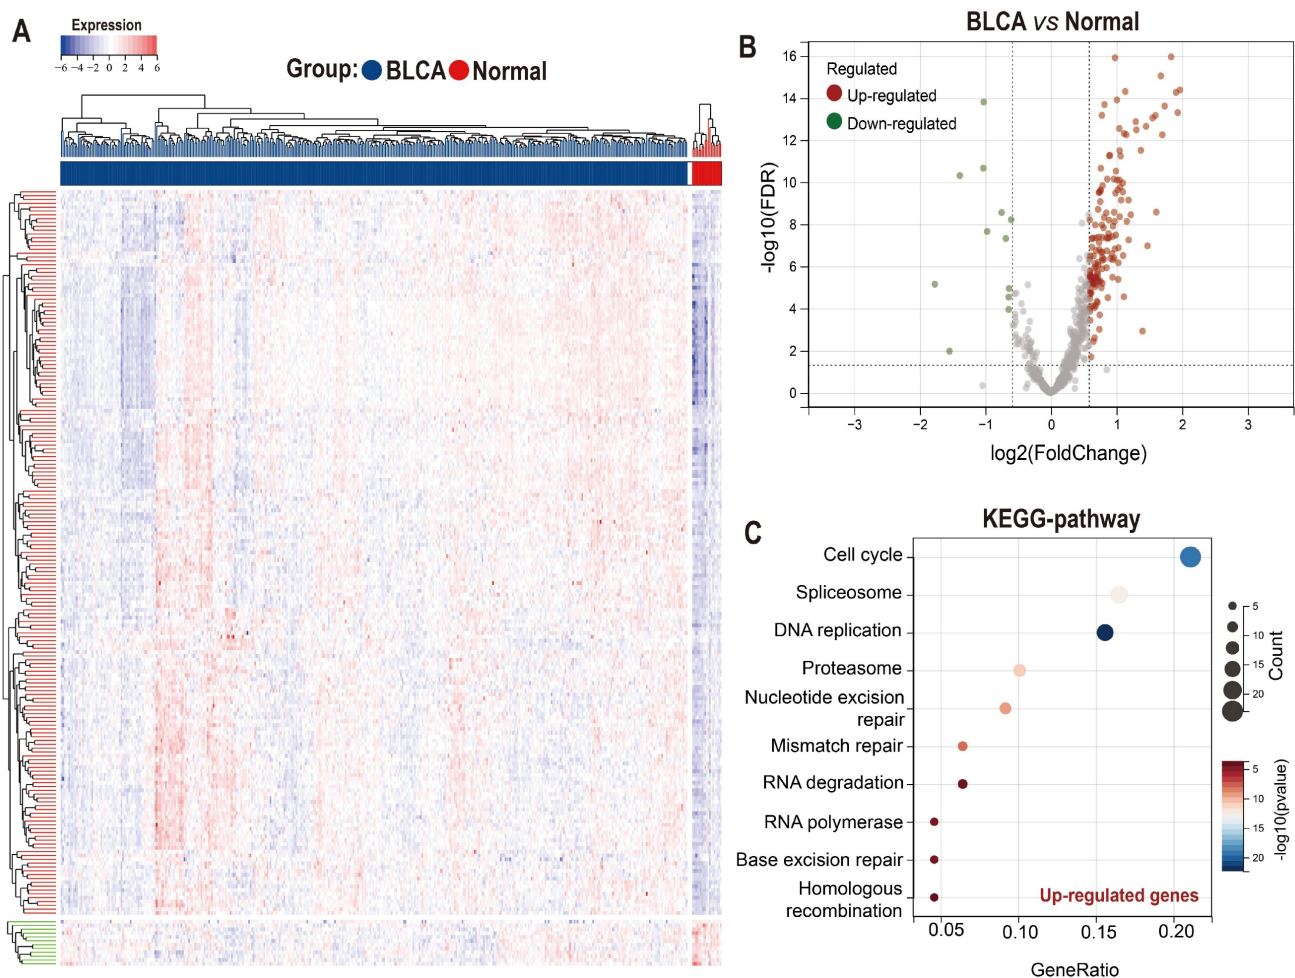 A
Expression
−6 −4 −2 0 2 4 6
Group: BLCA Normal
B
BLCA vs Normal
Regulated
Up-regulated
Down-regulated
-log10(FDR)
16
14
12
10
8
6
4
2
0
−3 −2 −1 0 1 2 3
log2(FoldChange)
C
KEGG-pathway
Cell cycle
Spliceosome
DNA replication
Proteasome
Nucleotide excision
repair
Mismatch repair
RNA degradation
RNA polymerase
Base excision repair
Homologous
recombination
Up-regulated genes
0.05 0.10 0.15 0.20
GeneRatio
5
10
15
20
Count
5
10
15
20
-log10(pvalue)